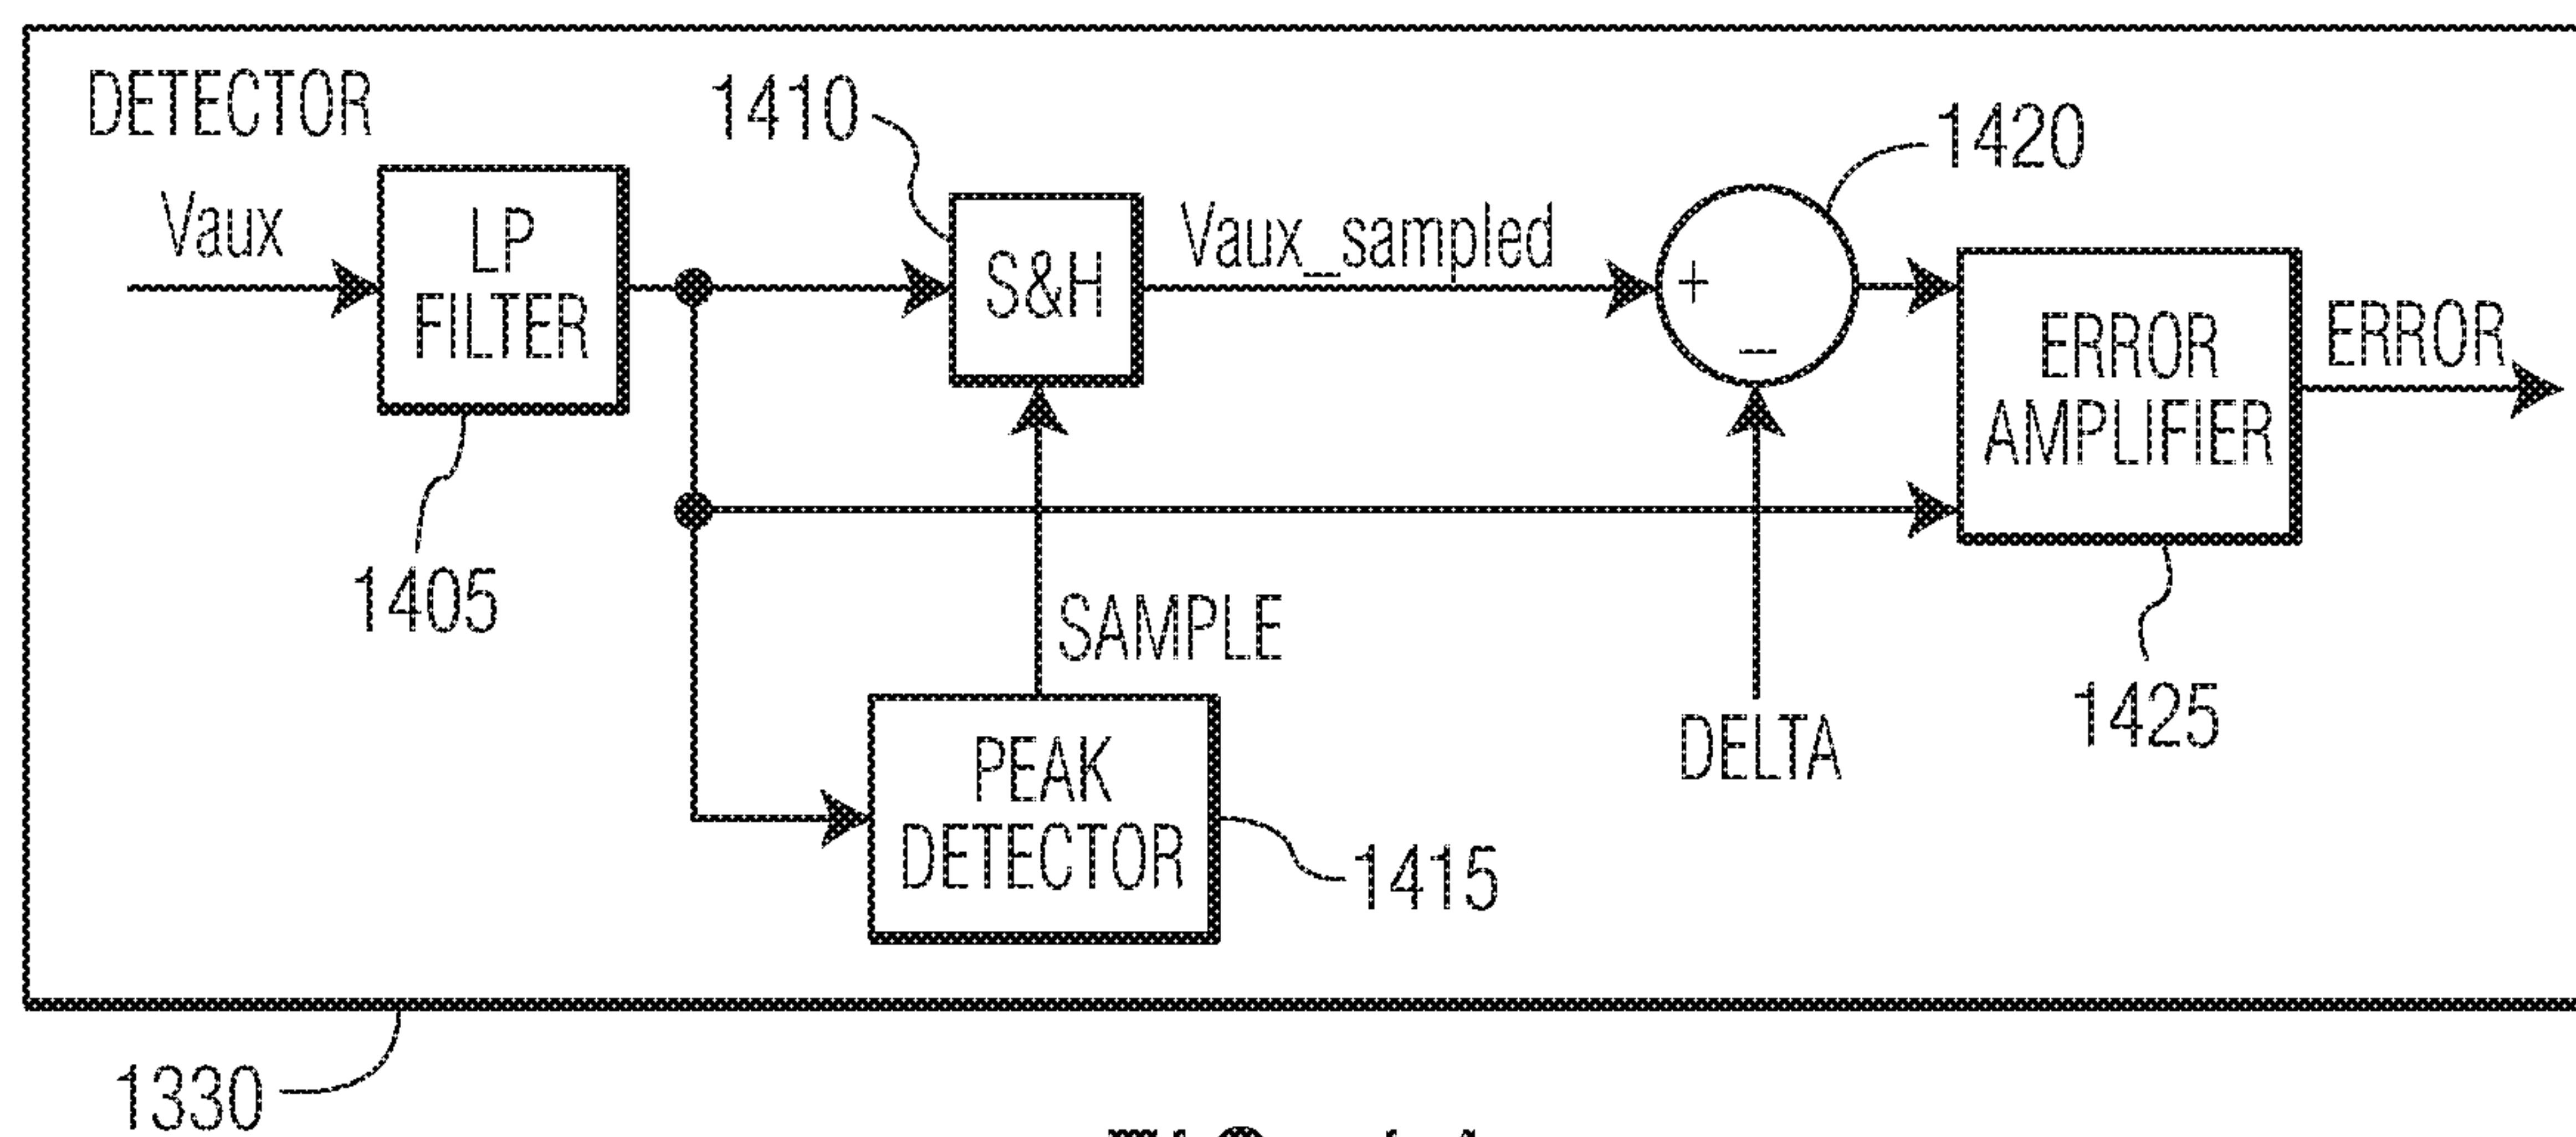 DETECTOR
1410
1420
Vaux
LP
FILTER
S&H
Vaux_sampled
+
–
ERROR
AMPLIFIER
ERROR
1405
SAMPLE
PEAK
DETECTOR
DELTA
1425
1415
1330